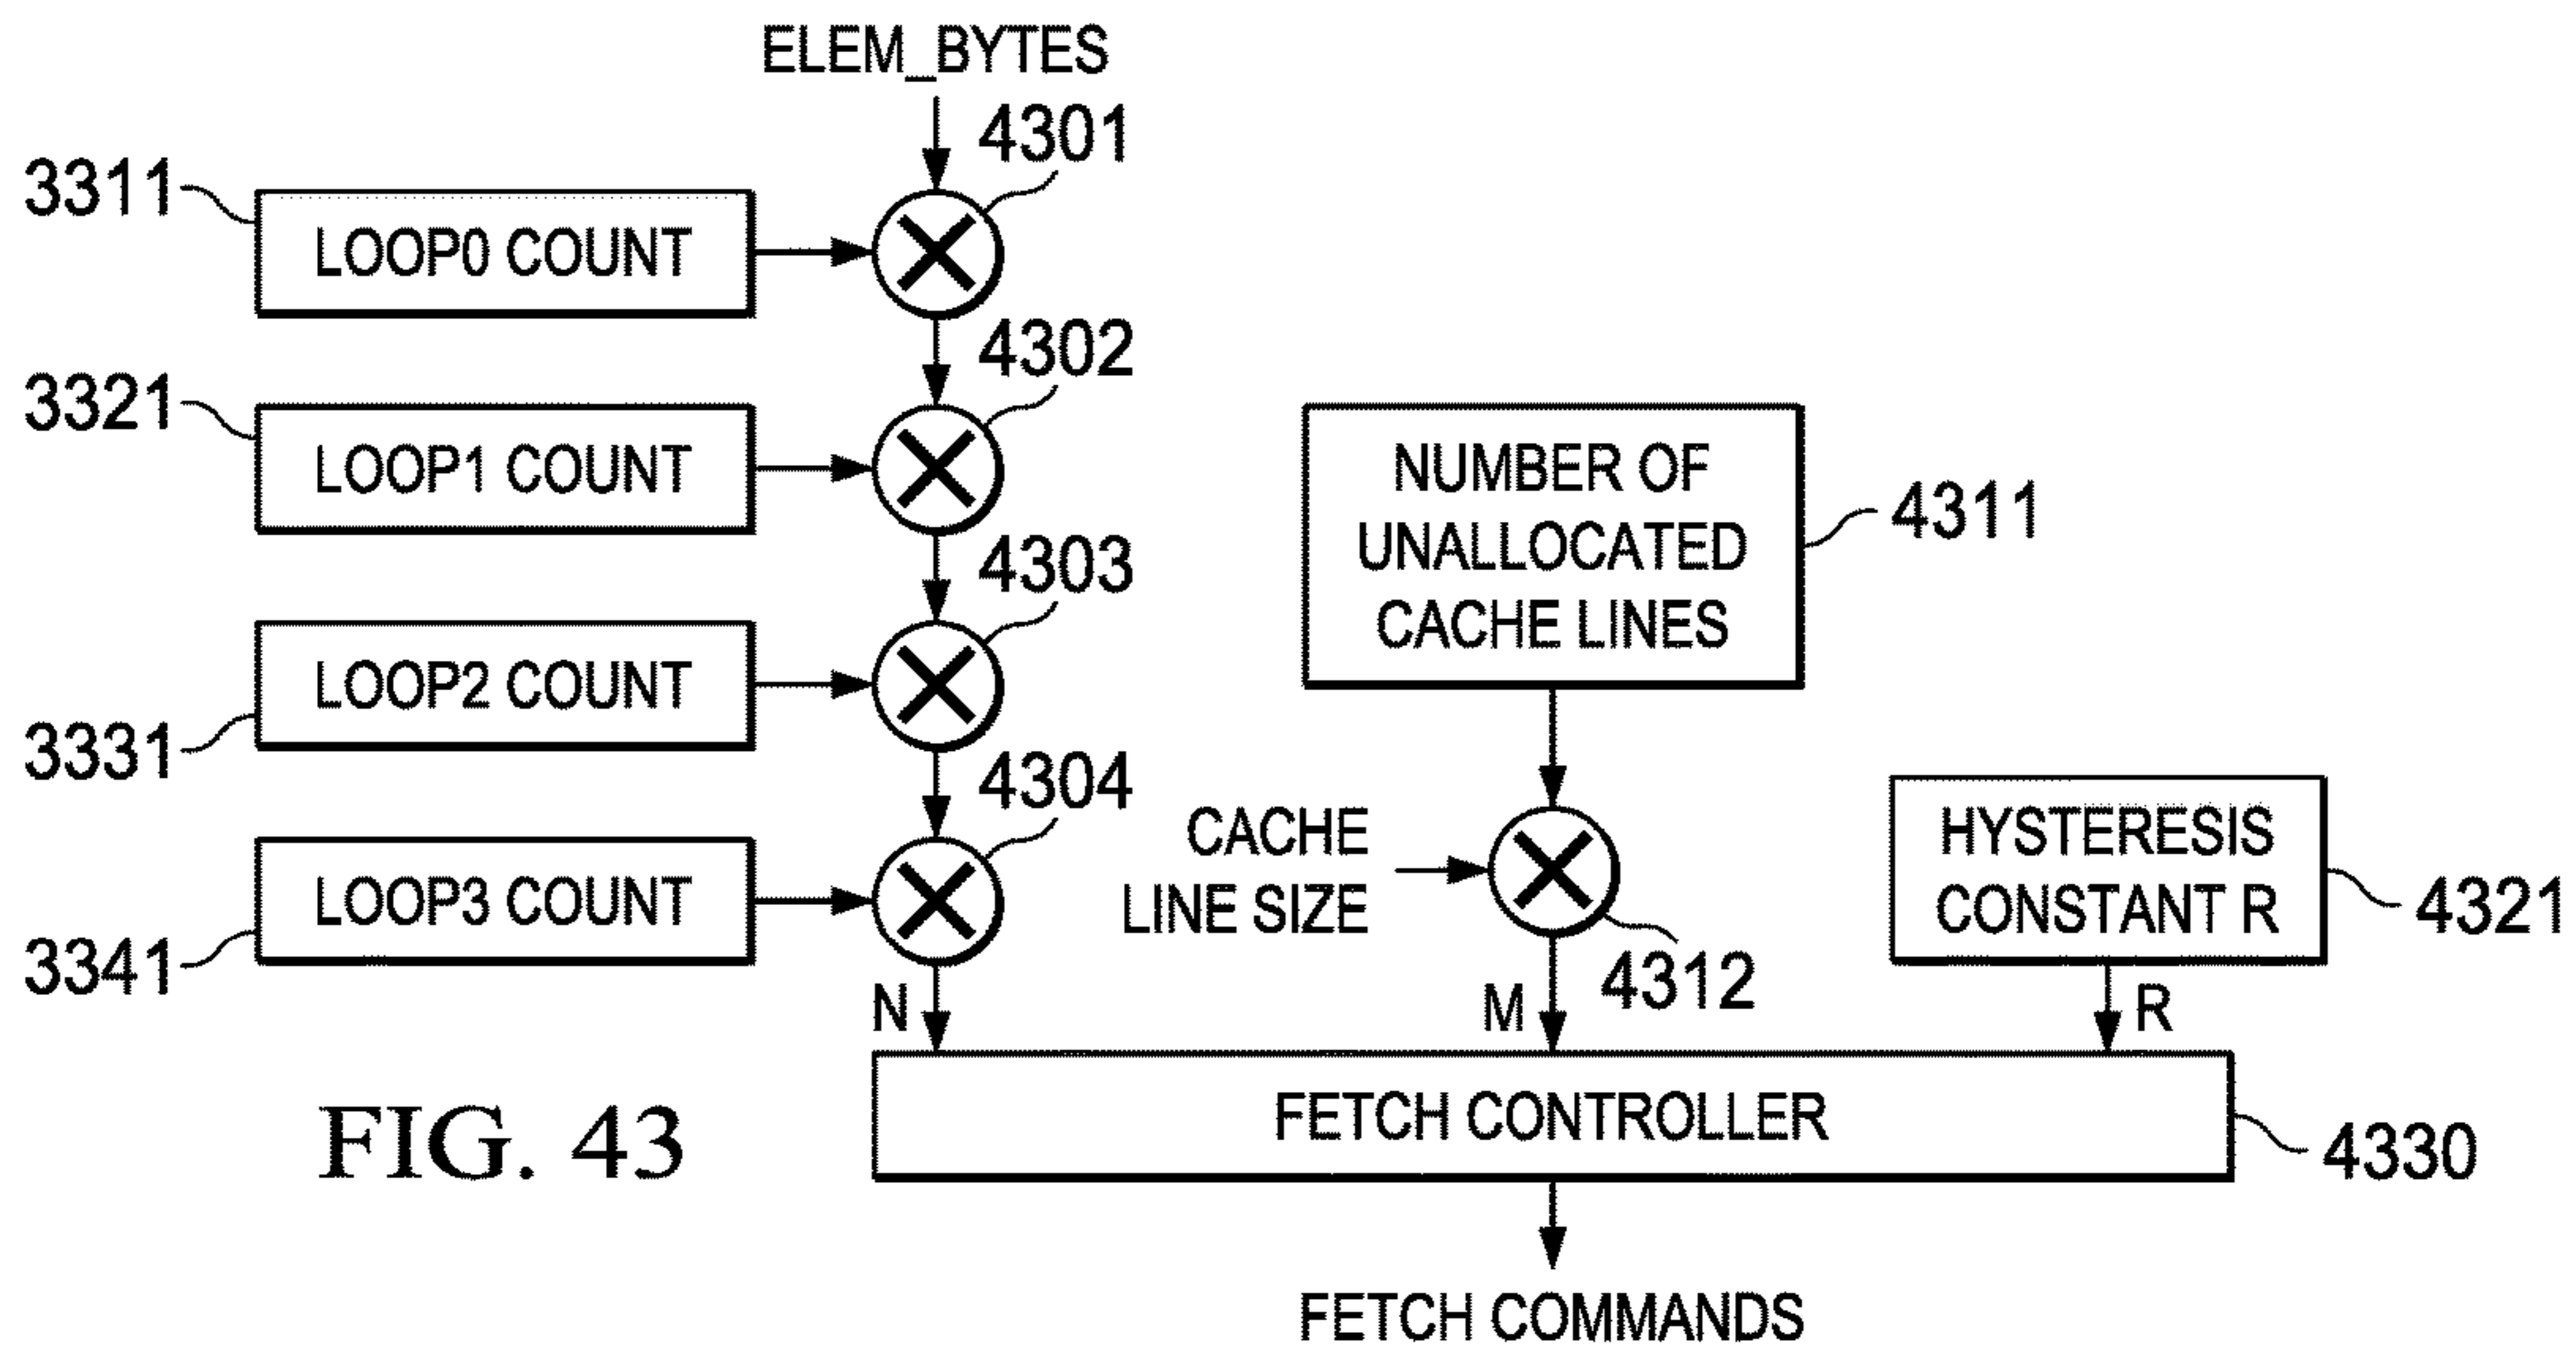 ELEM_BYTES
4301
3311
LOOP0 COUNT
4302
3321
LOOP1 COUNT
4303
LOOP2 COUNT
3331
4304
LOOP3 COUNT
3341
NUMBER OF
UNALLOCATED
CACHE LINES
4311
CACHE
LINE SIZE
4312
HYSTERESIS
CONSTANT R
4321
N
M
R
FETCH CONTROLLER
4330
FETCH COMMANDS
FIG. 43